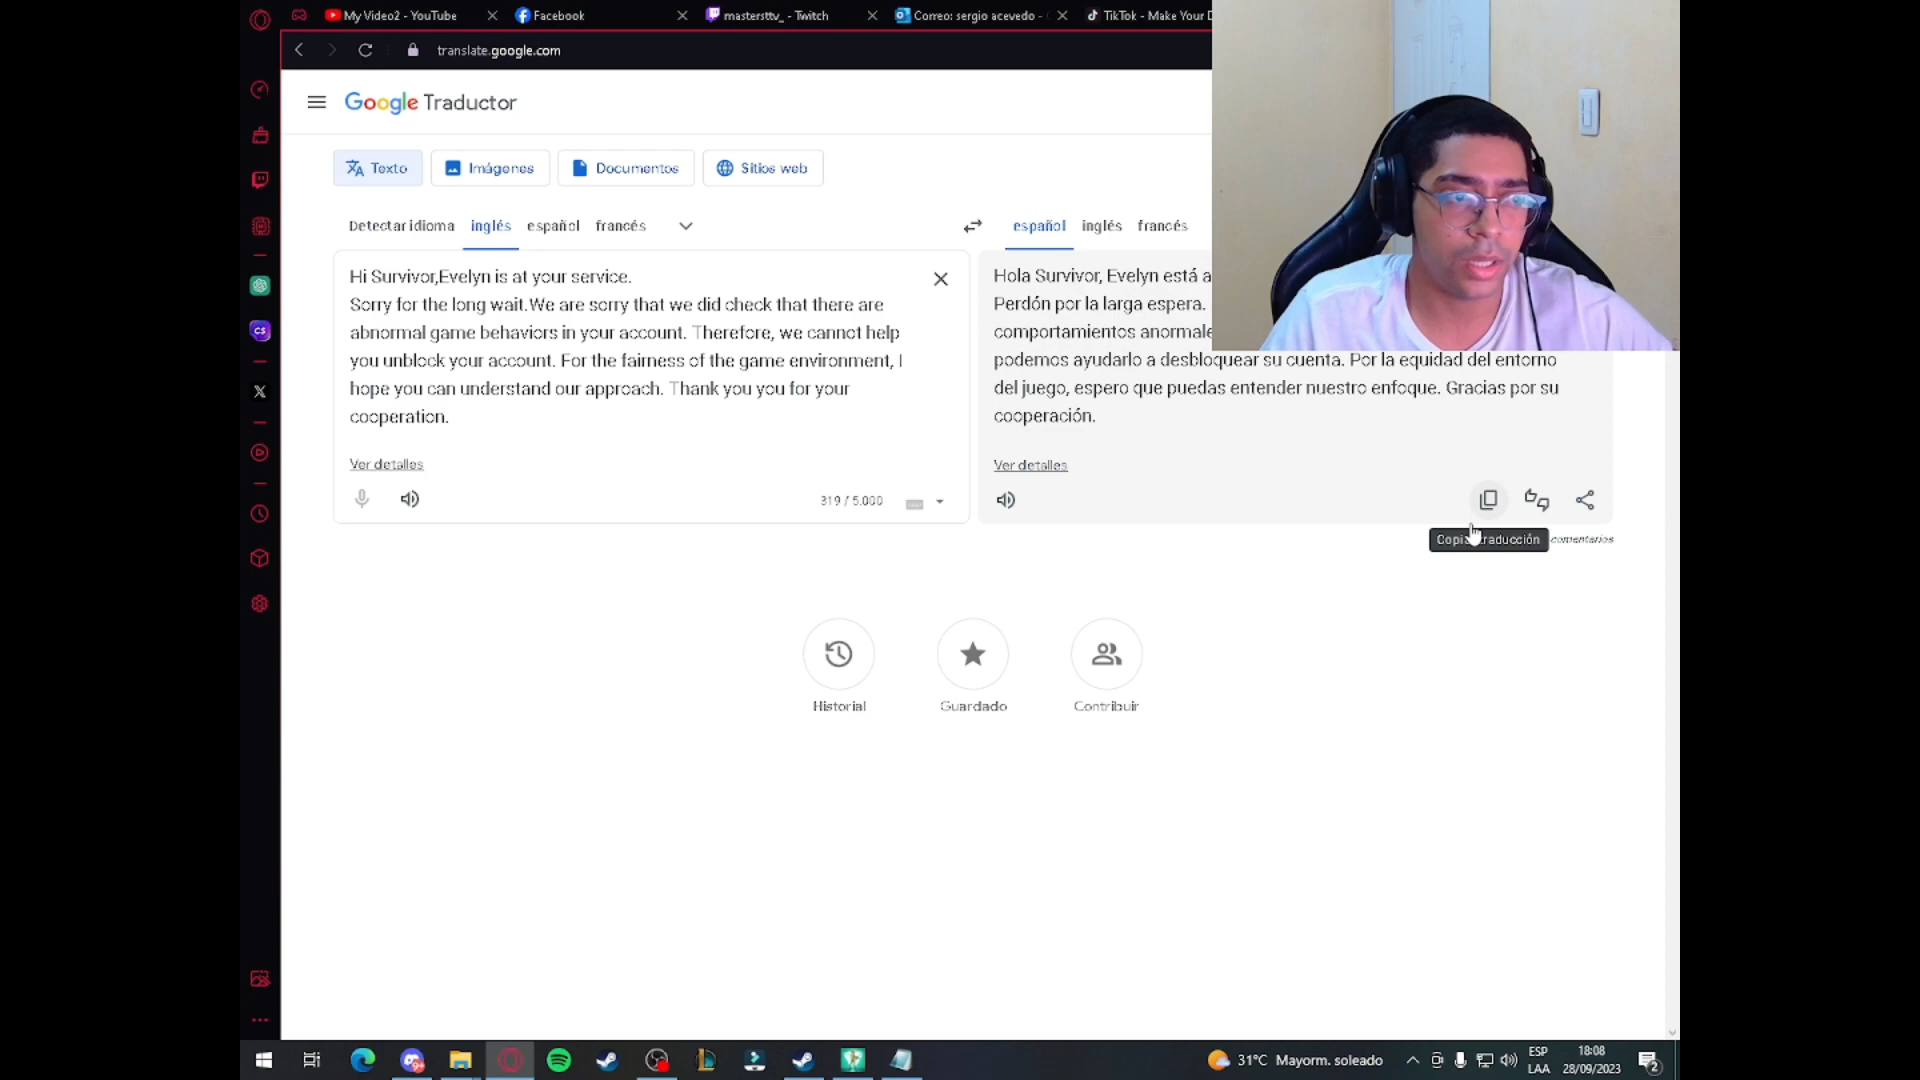 My Video2 - YouTube
Facebook
mastersttv_ - Twitch
Correo: sergio acevedo -
TikTok - Make Your D
translate.google.com
Google Traductor
Texto
Imágenes
Documentos
Sitios web
Detectar idioma
inglés
español
francés
español
inglés
francés
Hi Survivor,Evelyn is at your service.
Sorry for the long wait.We are sorry that we did check that there are
abnormal game behaviors in your account. Therefore, we cannot help
you unblock your account. For the fairness of the game environment, I
hope you can understand our approach. Thank you you for your
cooperation.
Ver detalles
319 / 5.000
Hola Survivor, Evelyn está a
Perdón por la larga espera.
comportamientos anormale
podemos ayudarlo a desbloquear su cuenta. Por la equidad del entorno
del juego, espero que puedas entender nuestro enfoque. Gracias por su
cooperación.
Ver detalles
Copiar traducción
comentarios
Historial
Guardado
Contribuir
CS
31°C Mayorm. soleado
ESP
LAA
18:08
28/09/2023
2